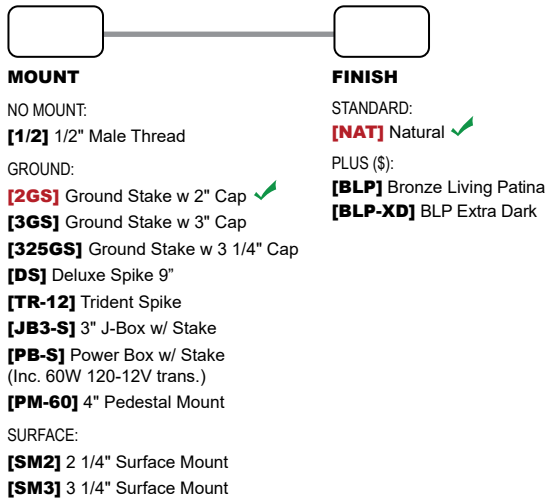 MOUNT
NO MOUNT:
[1/2] 1/2" Male Thread
GROUND:
[2GS] Ground Stake w 2" Cap
[3GS] Ground Stake w 3" Cap
[325GS] Ground Stake w 3 1/4" Cap
[DS] Deluxe Spike 9”
[TR-12] Trident Spike
[JB3-S] 3" J-Box w/ Stake
[PB-S] Power Box w/ Stake
(Inc. 60W 120-12V trans.)
[PM-60] 4" Pedestal Mount
SURFACE:
[SM2] 2 1/4" Surface Mount
[SM3] 3 1/4" Surface Mount
FINISH
STANDARD:
[NAT] Natural
PLUS ($):
[BLP] Bronze Living Patina
[BLP-XD] BLP Extra Dark